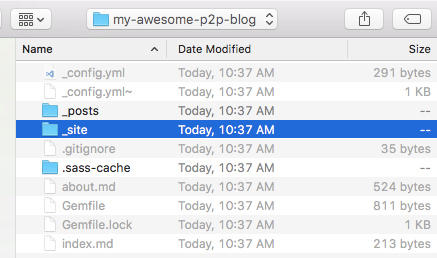 my-awesome-p2p-blog
Name Date Modified Size
_config.yml Today, 10:37 AM 291 bytes
_config.yml~ Today, 10:37 AM 1 KB
_posts Today, 10:37 AM --
_site Today, 10:37 AM --
.gitignore Today, 10:37 AM 35 bytes
.sass-cache Today, 10:37 AM --
about.md Today, 10:37 AM 524 bytes
Gemfile Today, 10:37 AM 811 bytes
Gemfile.lock Today, 10:37 AM 1 KB
index.md Today, 10:37 AM 213 bytes